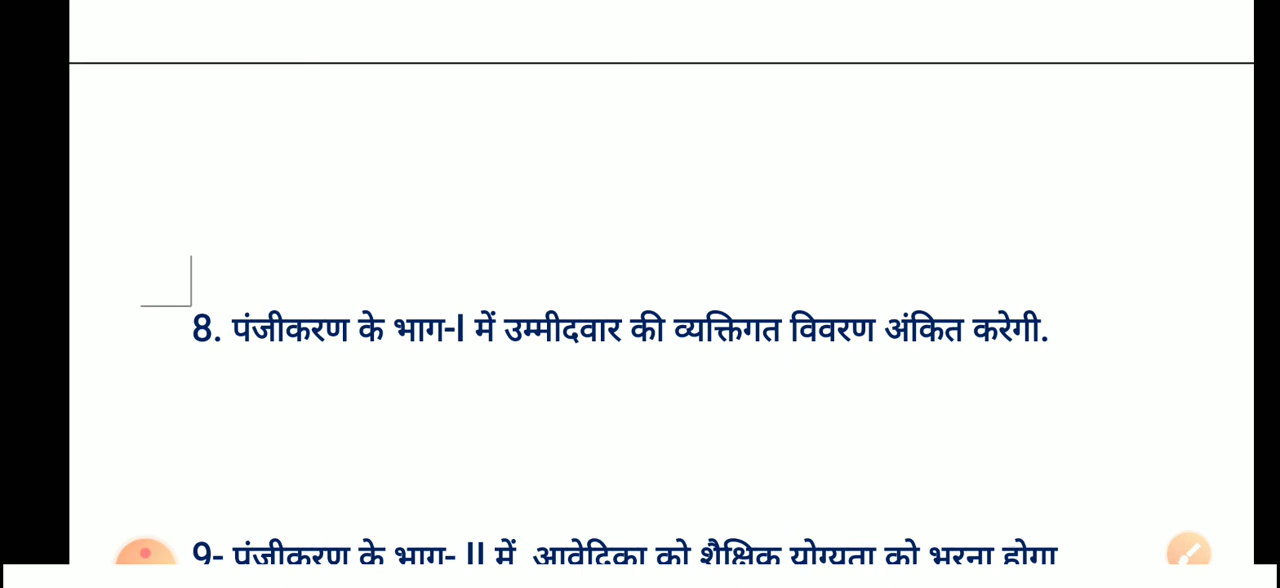 8. पंजीकरण के भाग-I में उम्मीदवार की व्यक्तिगत विवरण अंकित करेगी.
9- पंजीकरण के भाग- II में आवेदिका को शैक्षिक योग्यता को भरना होगा